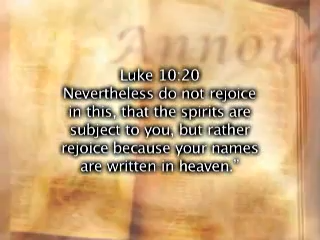 Announ
Luke 10:20
Nevertheless do not rejoice
in this, that the spirits are
subject to you, but rather
rejoice because your names
are written in heaven."